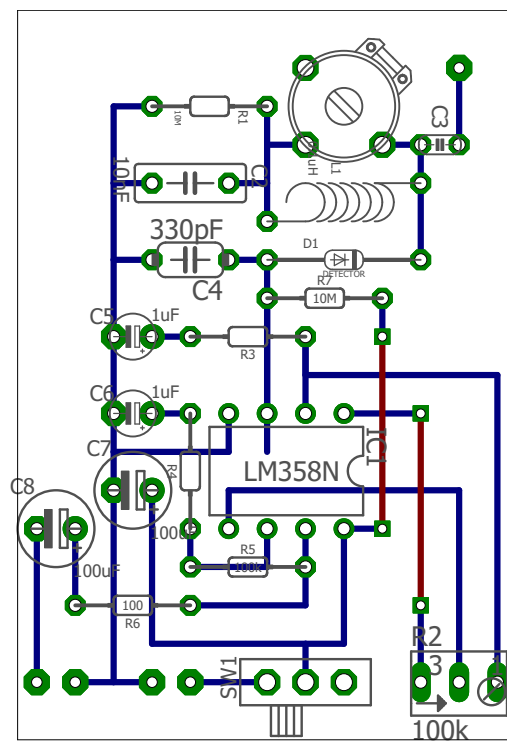 10M
R1
C3
10nF
C2
uH
L1
330pF
C4
D1
DETECTOR
R7
10M
C5
1uF
R3
C6
1uF
C7
IC1
LM358N
R4
C8
100uF
R5
100k
100uF
100
R6
SW1
R2
3
100k